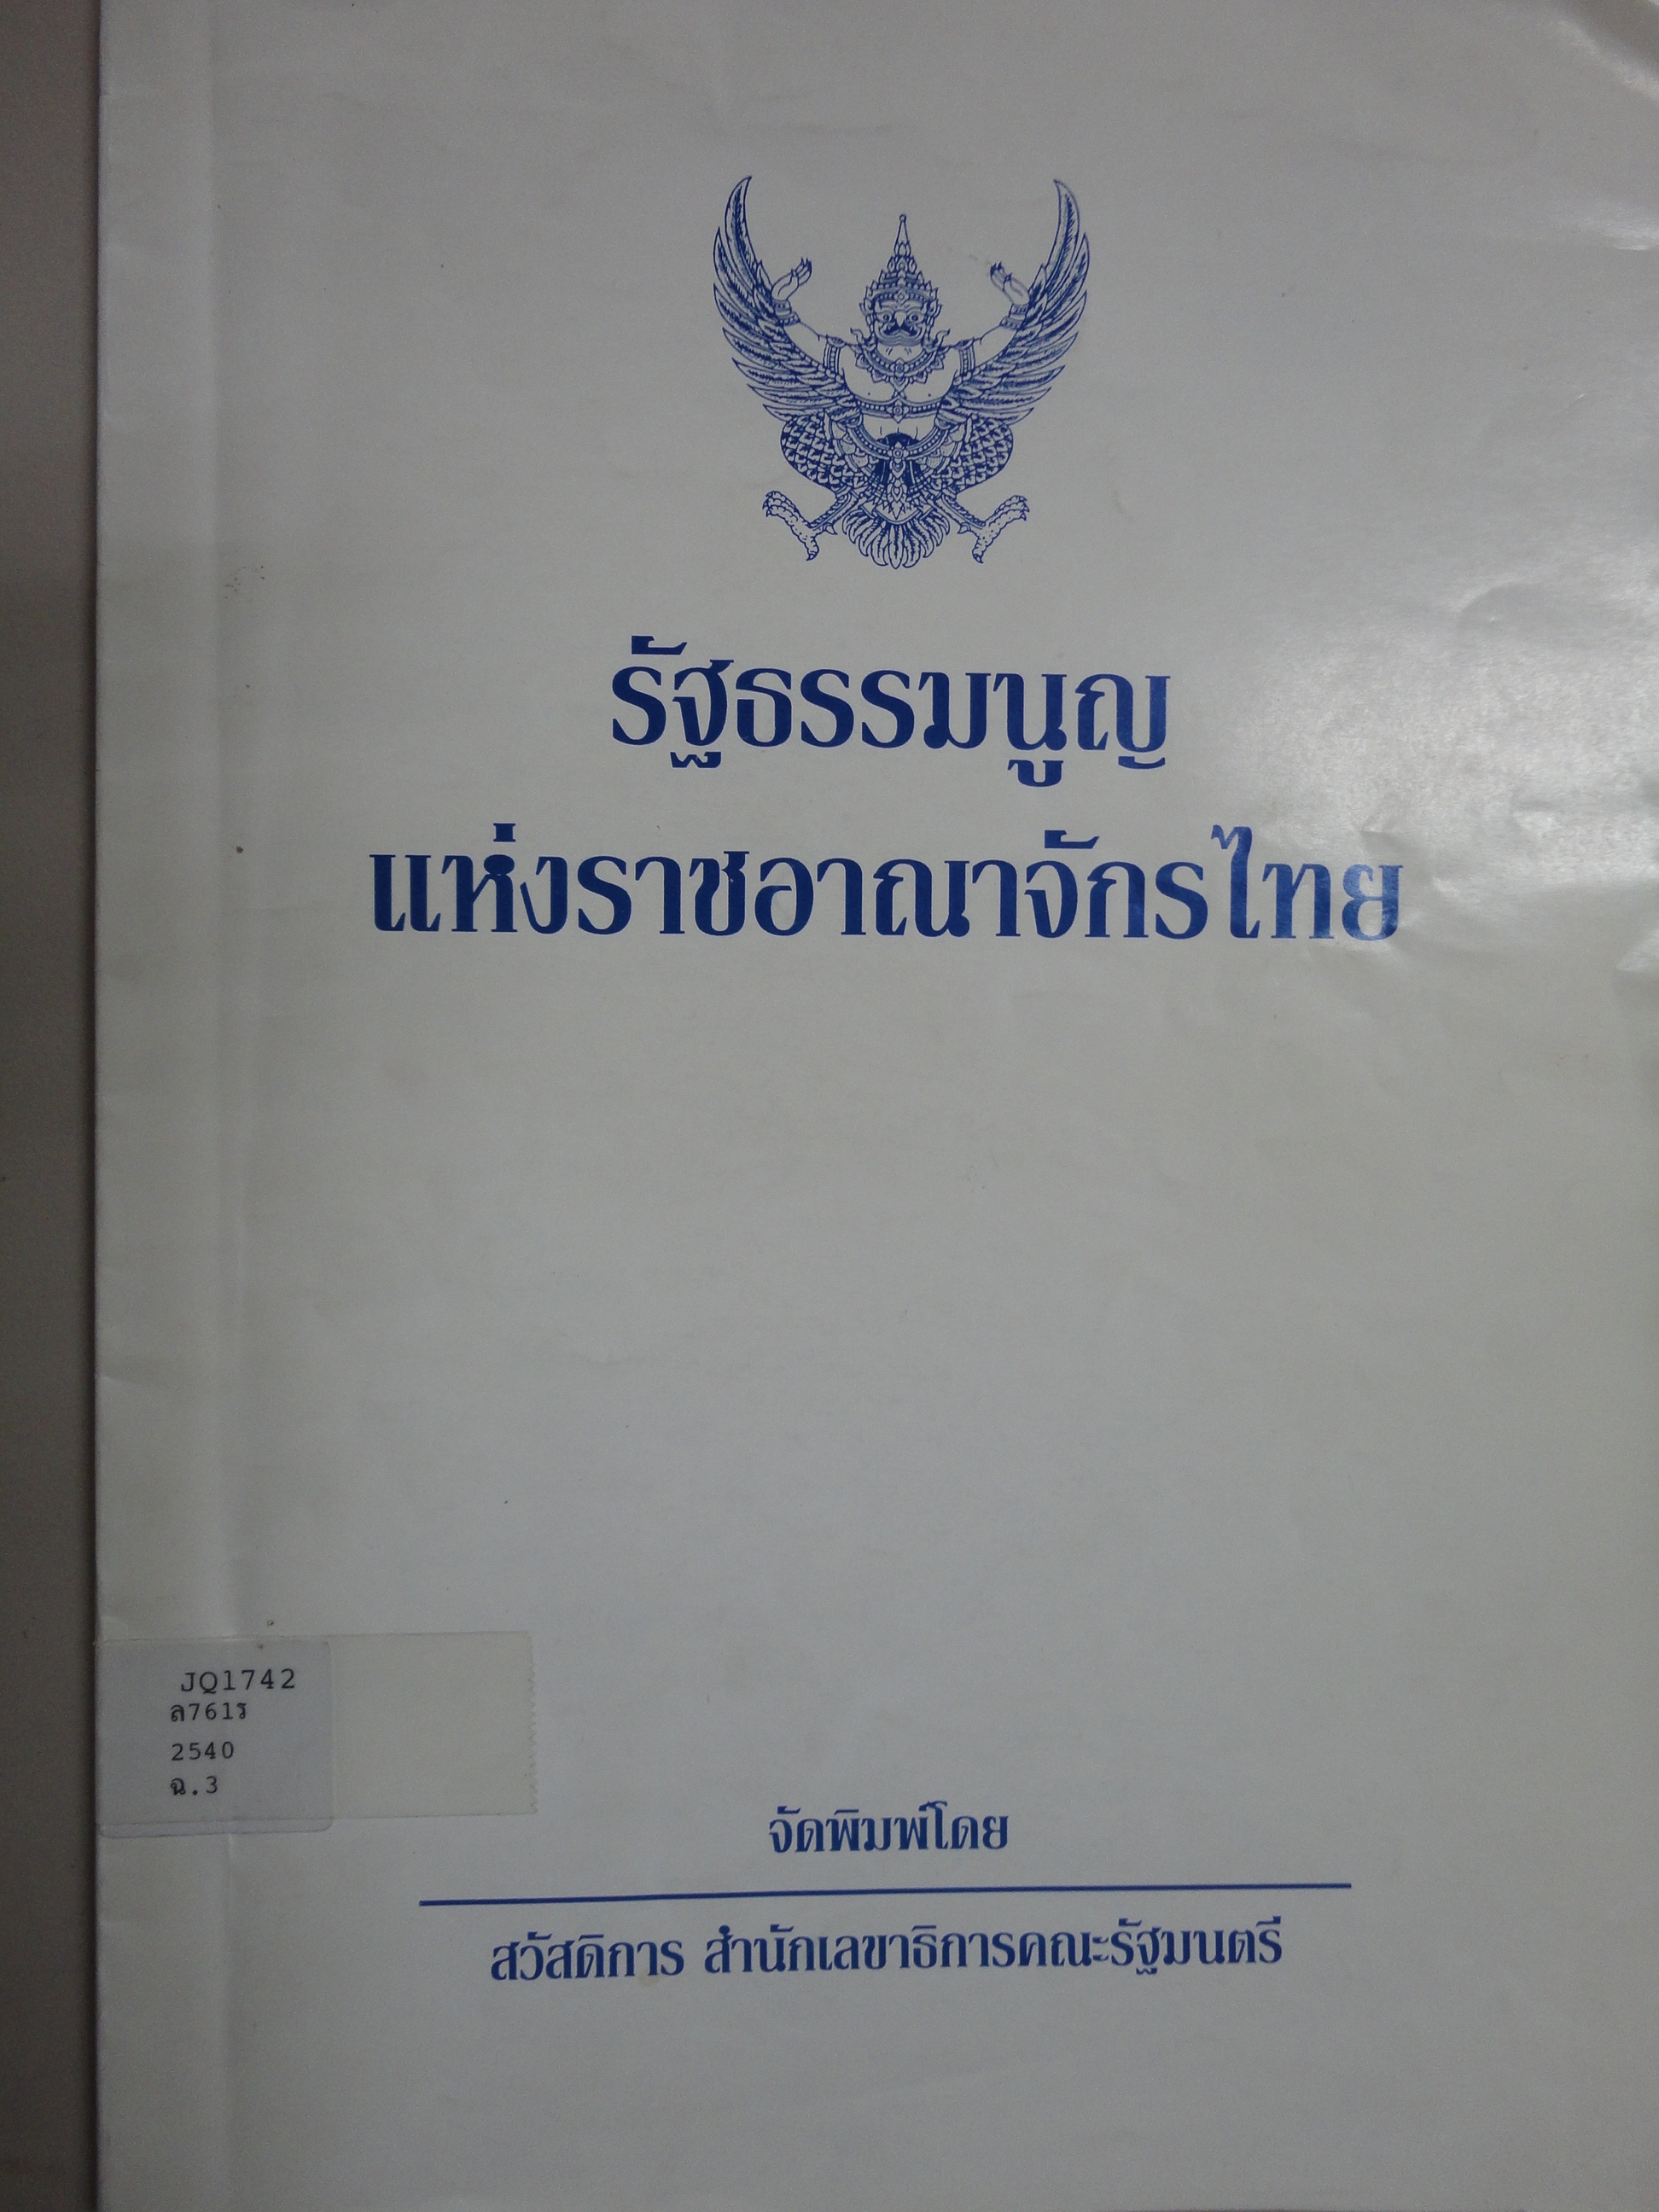 รัฐธรรมนูญ
แห่งราชอาณาจักรไทย
JQ1742
ล761ร
2540
ฉ.3
จัดพิมพ์โดย
สวัสดิการ สำนักเลขาธิการคณะรัฐมนตรี